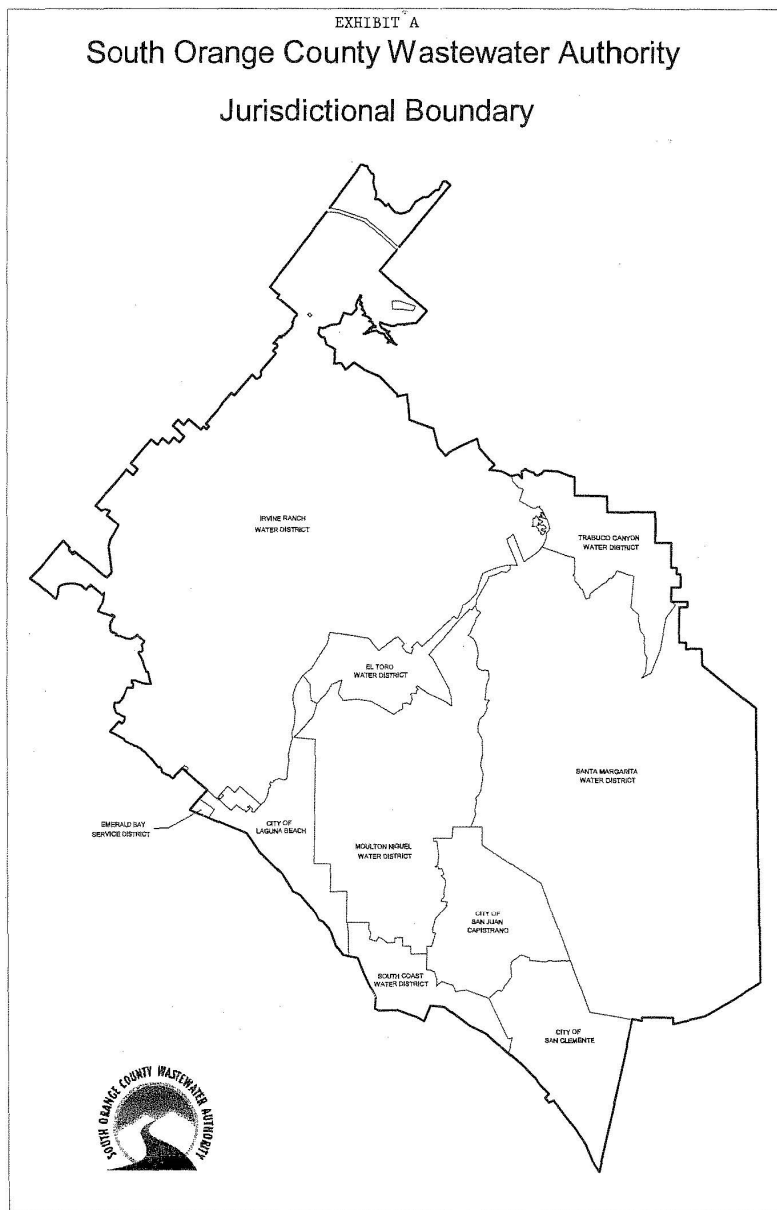 EXHIBIT A
South Orange County Wastewater Authority
Jurisdictional Boundary
IRVINE RANCH
WATER DISTRICT
TRABUCO CANYON
WATER DISTRICT
EL TORO
WATER DISTRICT
SANTA MARGARITA
WATER DISTRICT
EMERALD BAY
SERVICE DISTRICT
CITY OF
LAGUNA BEACH
MOULTON NIGUEL
WATER DISTRICT
CITY OF
SAN JUAN
CAPISTRANO
SOUTH COAST
WATER DISTRICT
CITY OF
SAN CLEMENTE
SOUTH ORANGE COUNTY WASTEWATER AUTHORITY